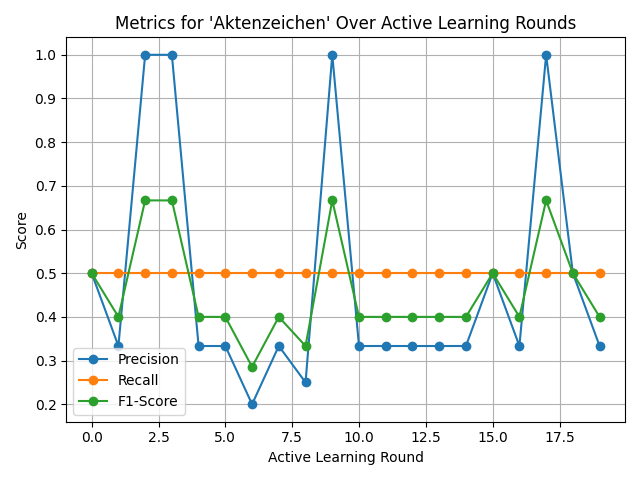 Metrics for 'Aktenzeichen' Over Active Learning Rounds
1.0
0.9
0.8
0.7
0.6
0.5
0.4
0.3
0.2
Score
Precision
Recall
F1-Score
0.0 2.5 5.0 7.5 10.0 12.5 15.0 17.5
Active Learning Round